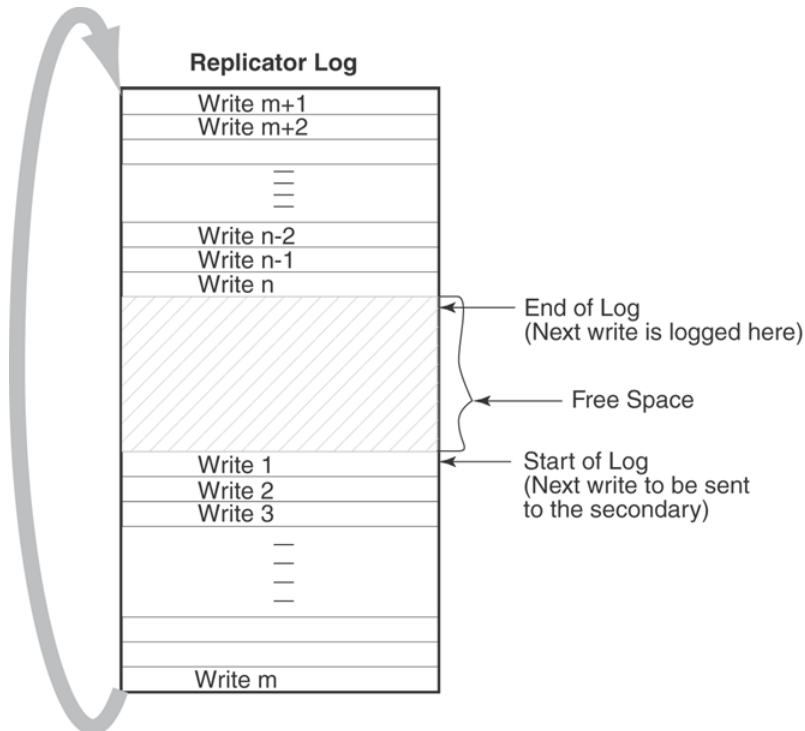 Replicator Log
Write m+1
Write m+2
Write n-2
Write n-1
Write n
End of Log
(Next write is logged here)
Free Space
Write 1
Write 2
Write 3
Start of Log
(Next write to be sent
to the secondary)
Write m